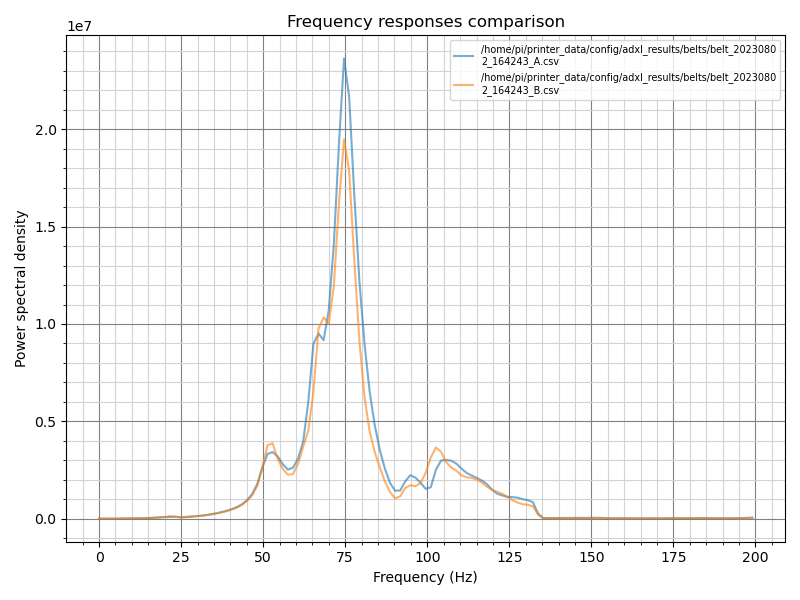 Frequency responses comparison
1e7
/home/pi/printer_data/config/adxl_results/belts/belt_2023080
2_164243_A.csv
/home/pi/printer_data/config/adxl_results/belts/belt_2023080
2_164243_B.csv
2.0
1.5
1.0
0.5
0.0
Power spectral density
0 25 50 75 100 125 150 175 200
Frequency (Hz)